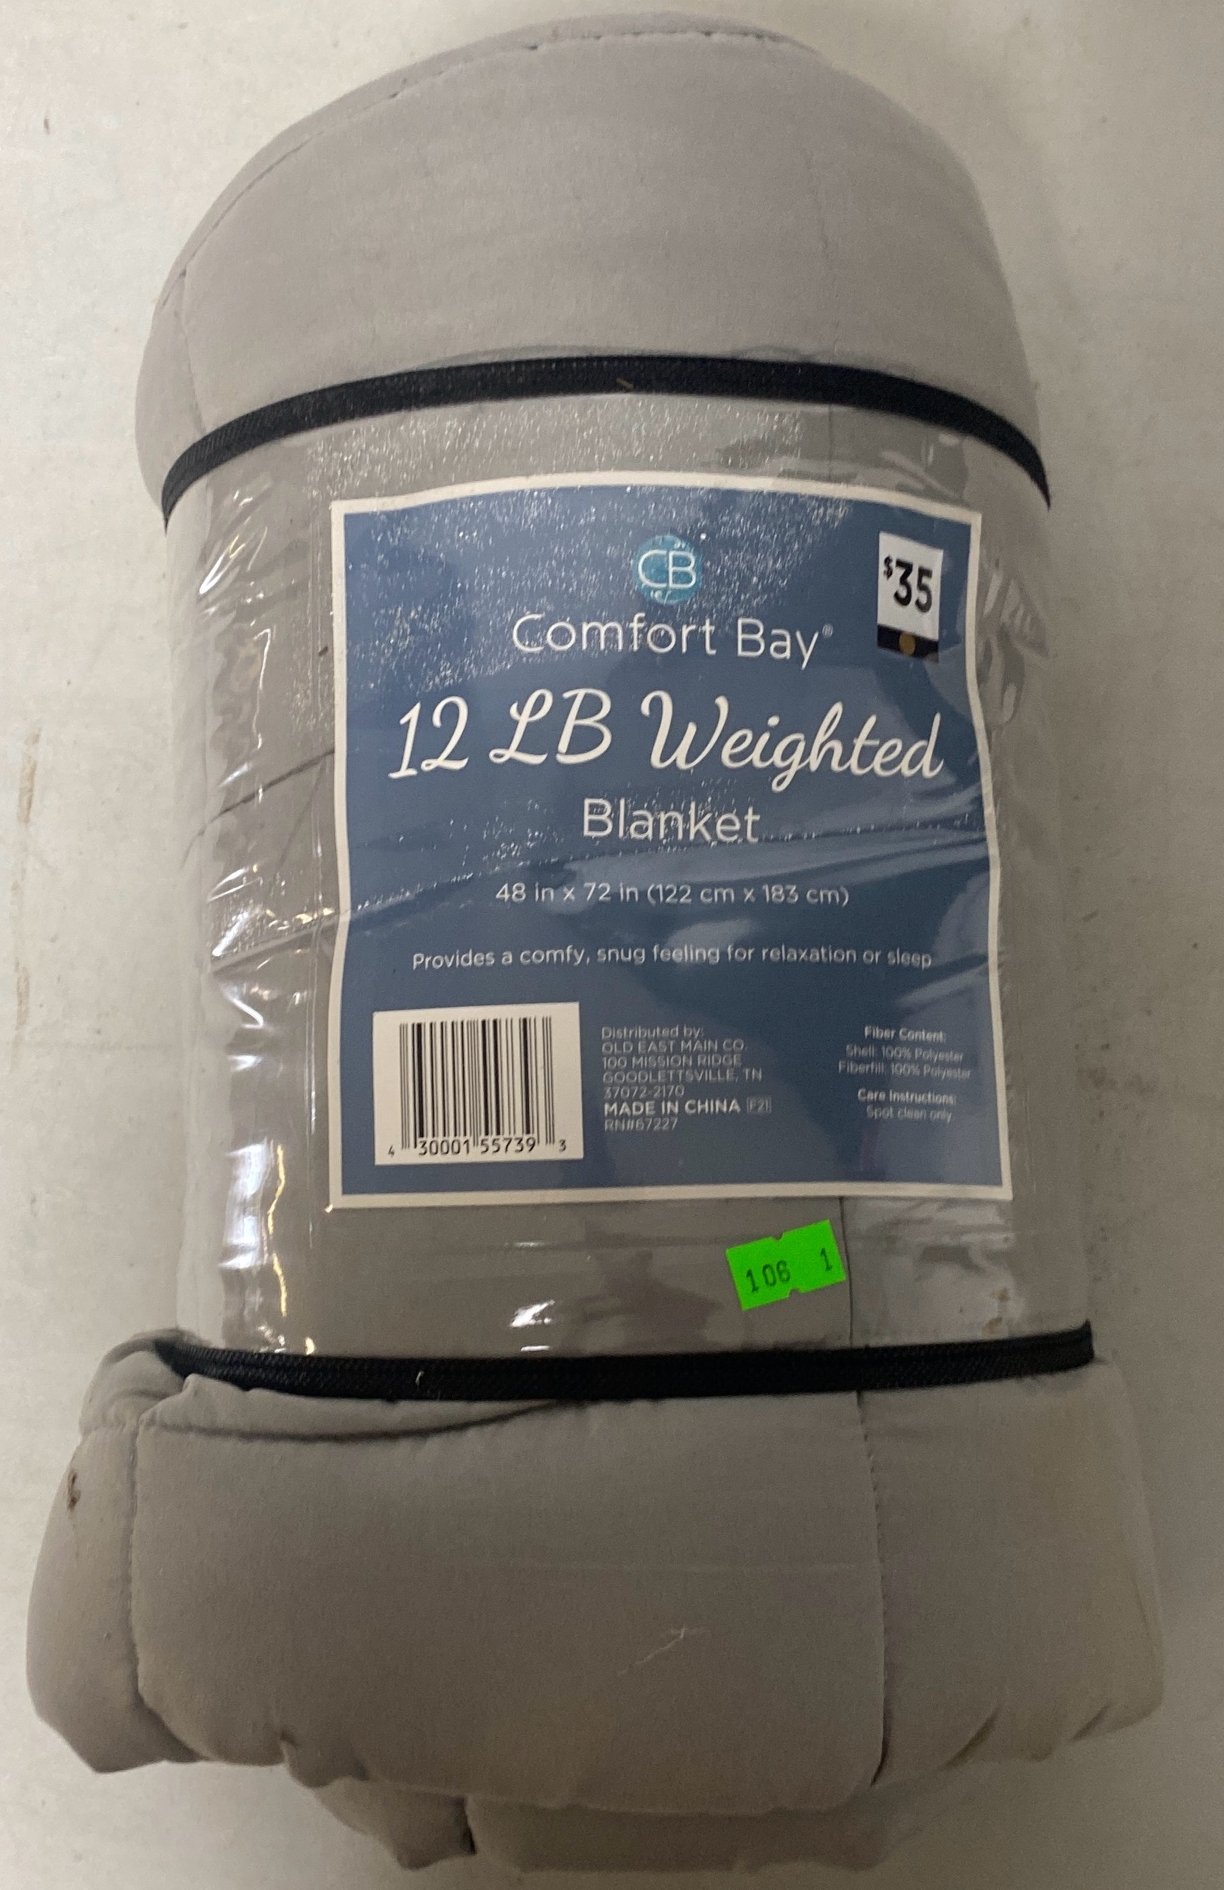 CB
$35
Comfort Bay®
12 LB Weighted
Blanket
48 in x 72 in (122 cm x 183 cm)
Provides a comfy, snug feeling for relaxation or sleep
4 30001 55739 3
Distributed by:
OLD EAST MAIN CO.
100 MISSION RIDGE
GOODLETTSVILLE, TN
37072-2170
MADE IN CHINA F21
RN#67227
Fiber Content:
Shell: 100% Polyester
Fiberfill: 100% Polyester
Care Instructions:
Spot clean only.
106 1